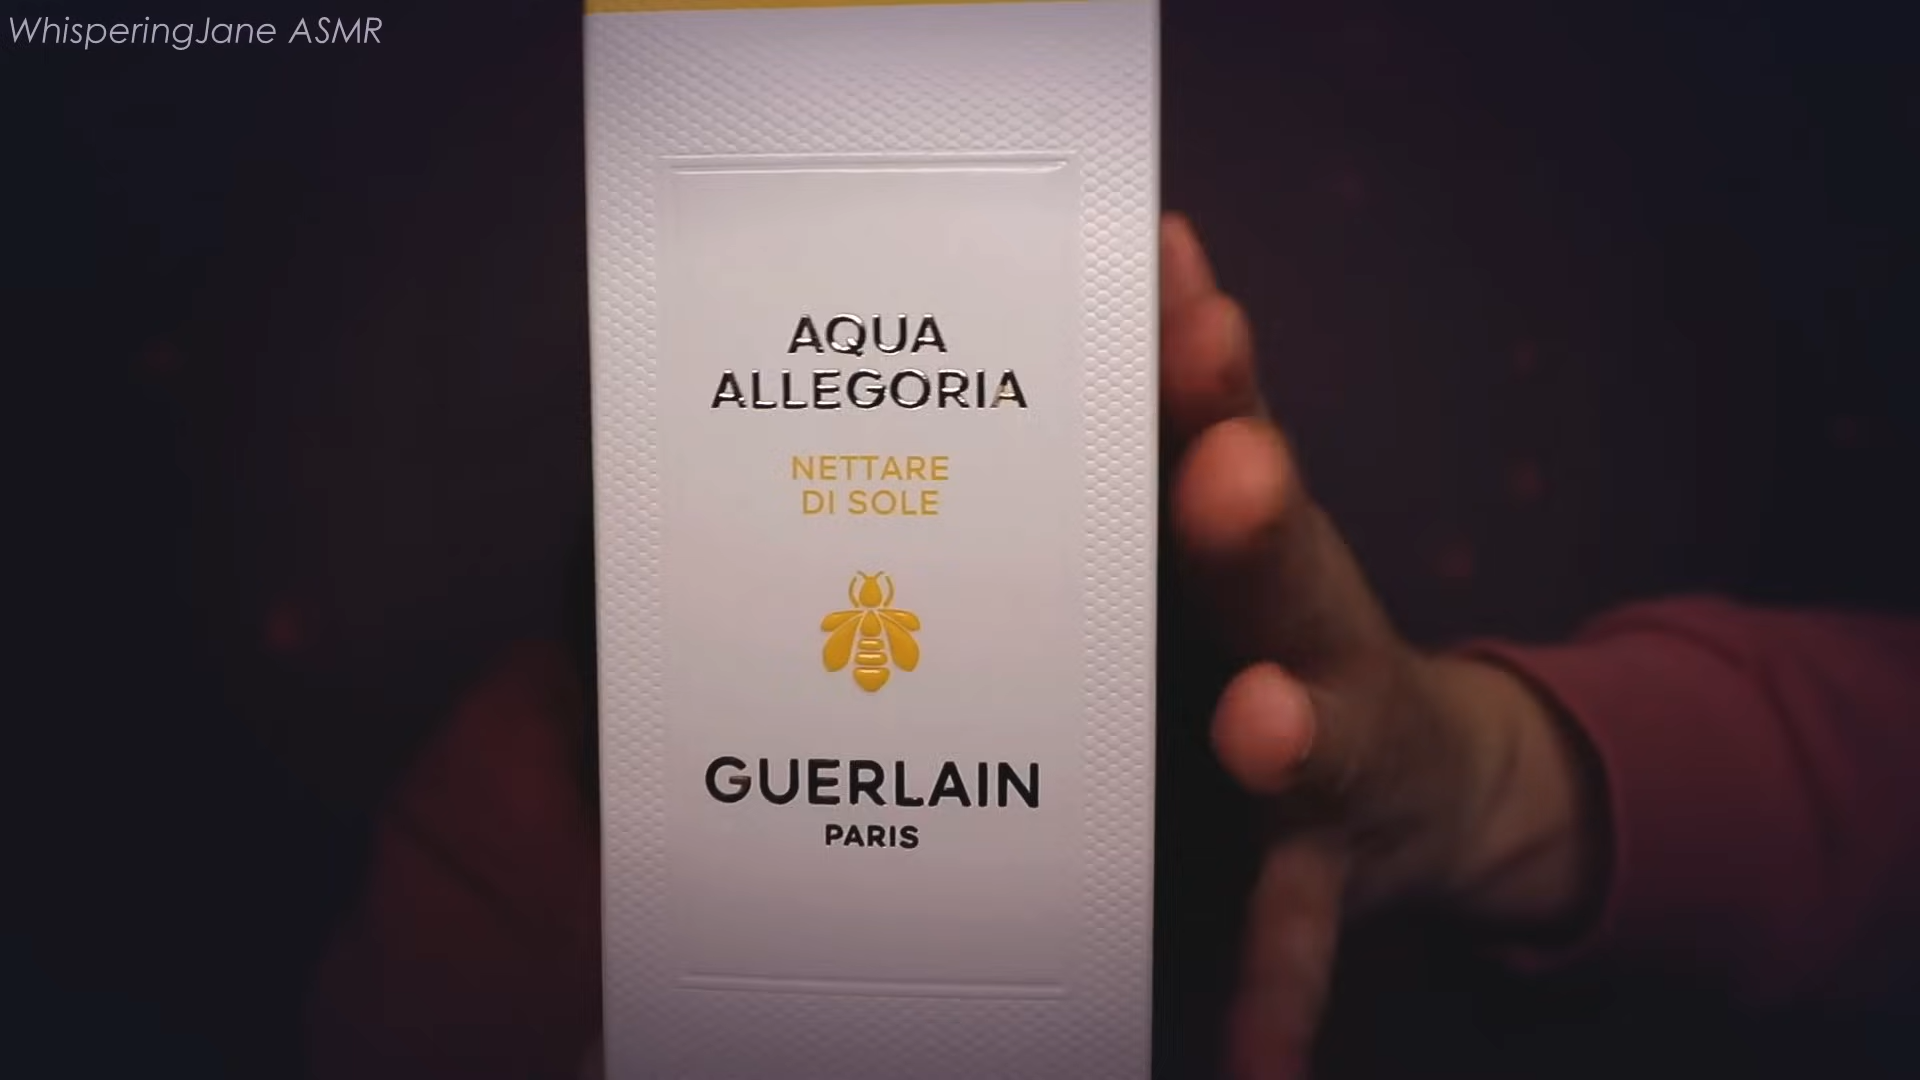 WhisperingJane ASMR
AQUA
ALLEGORIA
NETTARE
DI SOLE
GUERLAIN
PARIS